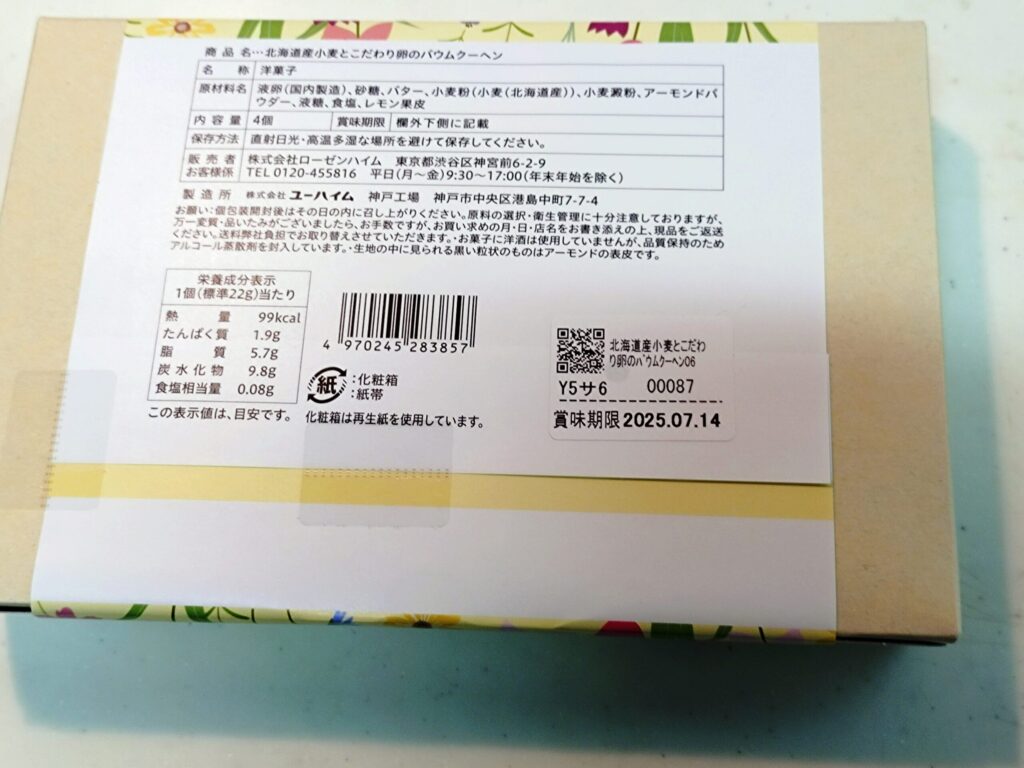 商品名…北海道産小麦とこだわり卵のバウムクーヘン
名称 洋菓子
原材料名 液卵(国内製造)、砂糖、バター、小麦粉(小麦(北海道産))、小麦澱粉、アーモンドパ
ウダー、液糖、食塩、レモン果皮
内容量 4個 賞味期限 欄外下側に記載
保存方法 直射日光・高温多湿な場所を避けて保存してください。
販売者 株式会社ローゼンハイム 東京都渋谷区神宮前6-2-9
お客様係 TEL 0120-455816 平日(月〜金)9:30〜17:00(年末年始を除く)
製造所 株式会社 ユーハイム 神戸工場 神戸市中央区港島中町7-7-4
お願い:個包装開封後はその日の内に召し上がりください。原料の選択・衛生管理に十分注意しておりますが、
万一変質・品いたみがございましたら、お手数ですが、お買い求めの月・日・店名をお書き添えの上、現品をご返送
ください。送料弊社負担でお取り替えさせていただきます。・お菓子に洋酒は使用していませんが、品質保持のため
アルコール蒸散剤を封入しています。・生地の中に見られる黒い粒状のものはアーモンドの表皮です。
栄養成分表示
1個(標準22g)当たり
熱量 99kcal
たんぱく質 1.9g
脂質 5.7g
炭水化物 9.8g
食塩相当量 0.08g
この表示値は、目安です。
4 970245 283857
紙 :化粧箱
:紙帯
化粧箱は再生紙を使用しています。
北海道産小麦とこだわ
り卵のバウムクーヘン06
Y5サ6 00087
賞味期限 2025.07.14